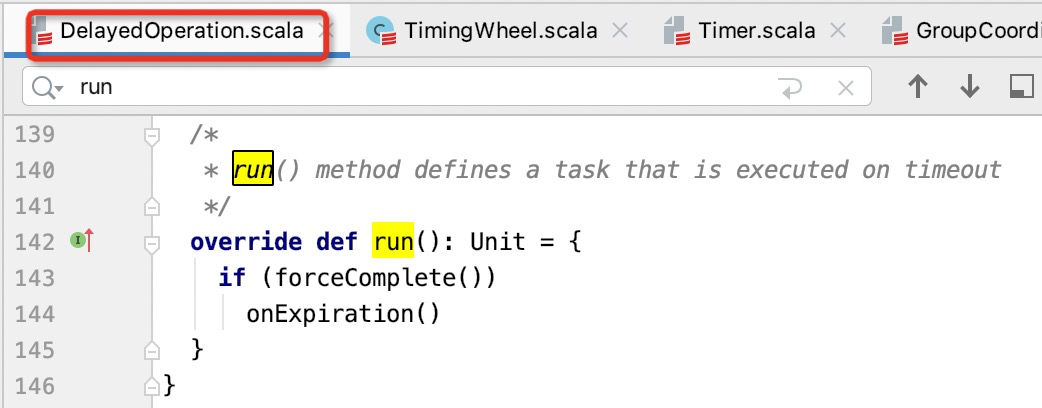 DelayedOperation.scala TimingWheel.scala Timer.scala GroupCoordi
run
139 /*
140 * run() method defines a task that is executed on timeout
141 */
142 override def run(): Unit = {
143 if (forceComplete())
144 onExpiration()
145 }
146 }